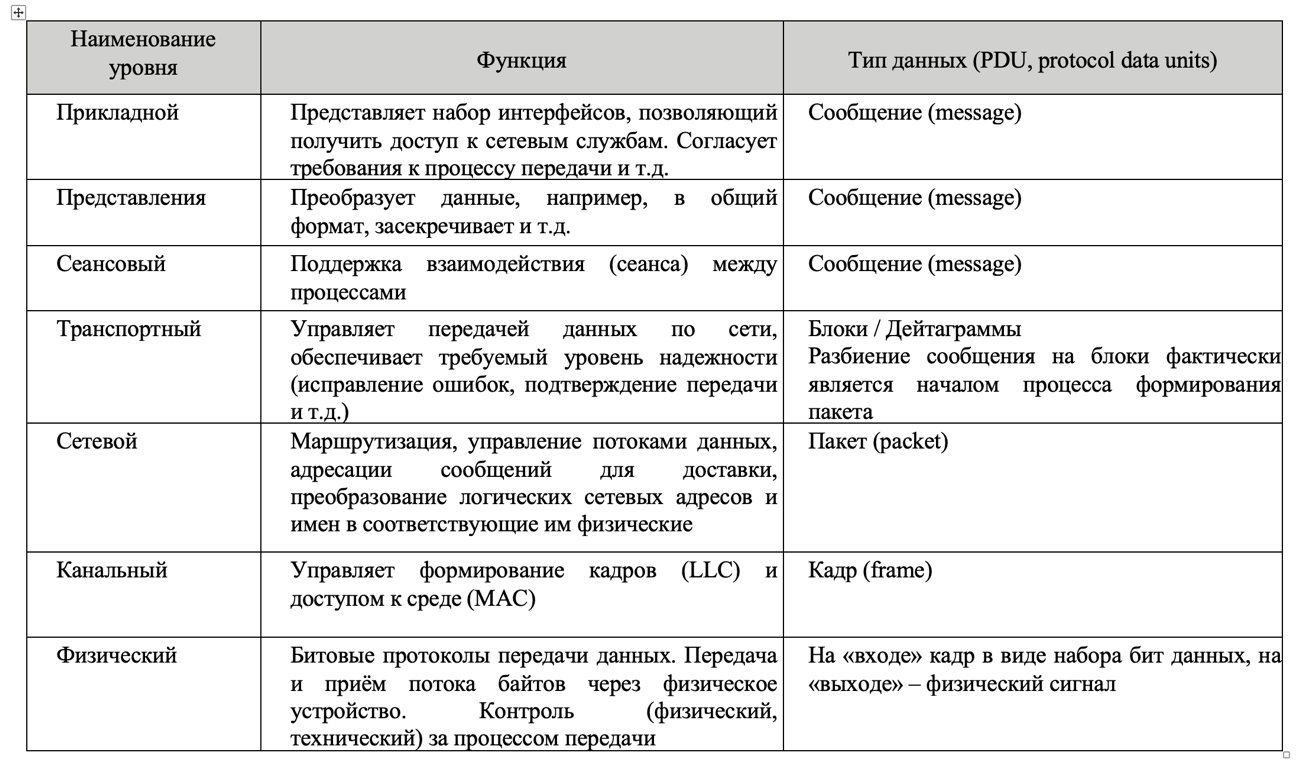 Наименование
уровня
Функция
Тип данных (PDU, protocol data units)
Прикладной
Представляет набор интерфейсов, позволяющий
получить доступ к сетевым службам. Согласует
требования к процессу передачи и т.д.
Сообщение (message)
Представления
Преобразует данные, например, в общий
формат, засекречивает и т.д.
Сообщение (message)
Сеансовый
Поддержка взаимодействия (сеанса) между
процессами
Сообщение (message)
Транспортный
Управляет передачей данных по сети,
обеспечивает требуемый уровень надежности
(исправление ошибок, подтверждение передачи
и т.д.)
Блоки / Дейтаграммы
Разбиение сообщения на блоки фактически
является началом процесса формирования
пакета
Сетевой
Маршрутизация, управление потоками данных,
адресации сообщений для доставки,
преобразование логических сетевых адресов и
имен в соответствующие им физические
Пакет (packet)
Канальный
Управляет формирование кадров (LLC) и
доступом к среде (MAC)
Кадр (frame)
Физический
Битовые протоколы передачи данных. Передача
и приём потока байтов через физическое
устройство. Контроль (физический,
технический) за процессом передачи
На «входе» кадр в виде набора бит данных, на
«выходе» – физический сигнал